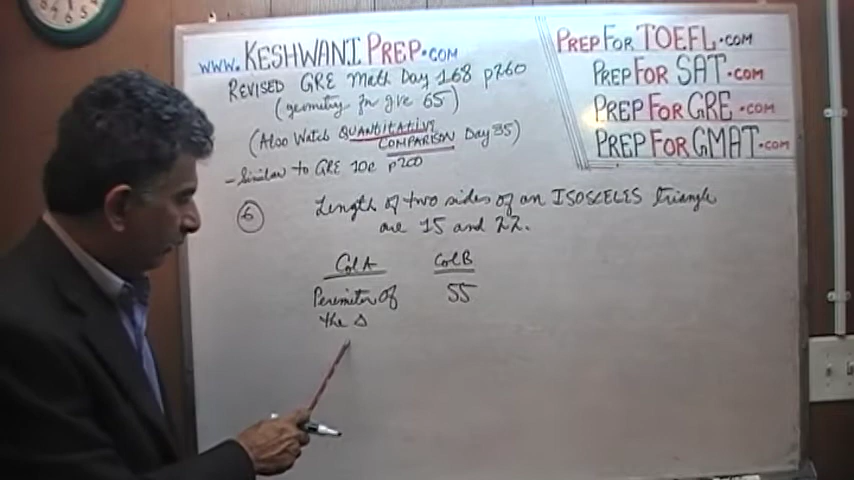 www.KESHWANIPREP.com
REVISED GRE Math Day 168 p260
(geometry for gre 65)
(Also Watch QUANTITATIVE
COMPARISON Day 35)
- Similar to GRE 10e p200
6
Length of two sides of an ISOSCELES triangle
are 15 and 22.
Col A Col B
Perimeter of 55
the Δ
PREPFORTOEFL.com
PREPFORSAT.com
PREPFORGRE.com
PREPFORGMAT.com